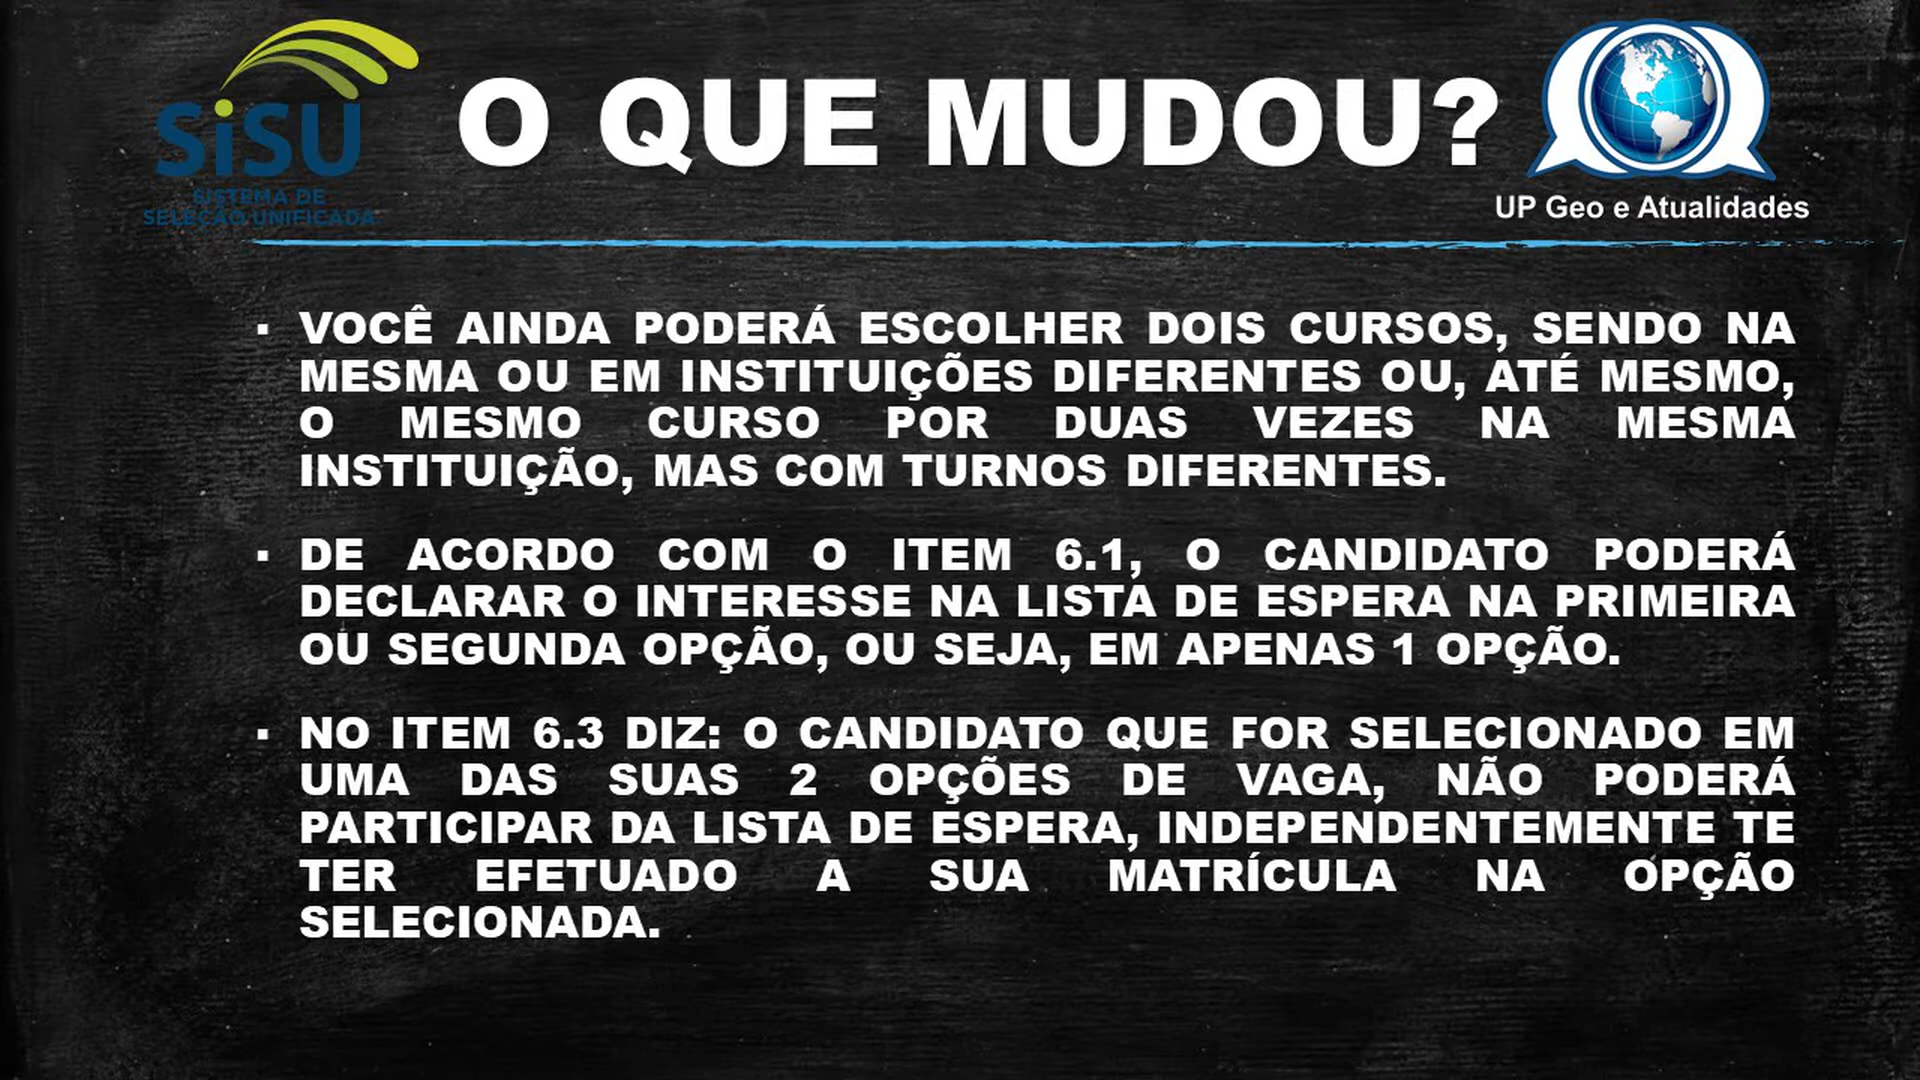 SiSU
SISTEMA DE
SELEÇÃO UNIFICADA
O QUE MUDOU?
UP Geo e Atualidades
▪ VOCÊ AINDA PODERÁ ESCOLHER DOIS CURSOS, SENDO NA
MESMA OU EM INSTITUIÇÕES DIFERENTES OU, ATÉ MESMO,
O MESMO CURSO POR DUAS VEZES NA MESMA
INSTITUIÇÃO, MAS COM TURNOS DIFERENTES.
▪ DE ACORDO COM O ITEM 6.1, O CANDIDATO PODERÁ
DECLARAR O INTERESSE NA LISTA DE ESPERA NA PRIMEIRA
OU SEGUNDA OPÇÃO, OU SEJA, EM APENAS 1 OPÇÃO.
▪ NO ITEM 6.3 DIZ: O CANDIDATO QUE FOR SELECIONADO EM
UMA DAS SUAS 2 OPÇÕES DE VAGA, NÃO PODERÁ
PARTICIPAR DA LISTA DE ESPERA, INDEPENDENTEMENTE TE
TER EFETUADO A SUA MATRÍCULA NA OPÇÃO
SELECIONADA.